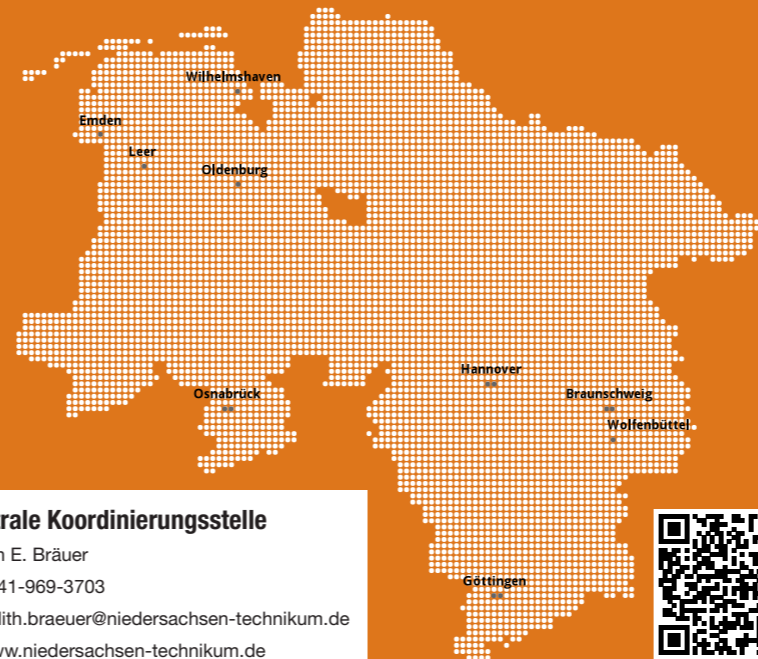 Wilhelmshaven
Emden
Leer
Oldenburg
Hannover
Osnabrück
Braunschweig
Wolfenbüttel
Göttingen
trale Koordinierungsstelle
n E. Bräuer
41-969-3703
lith.braeuer@niedersachsen-technikum.de
ww.niedersachsen-technikum.de